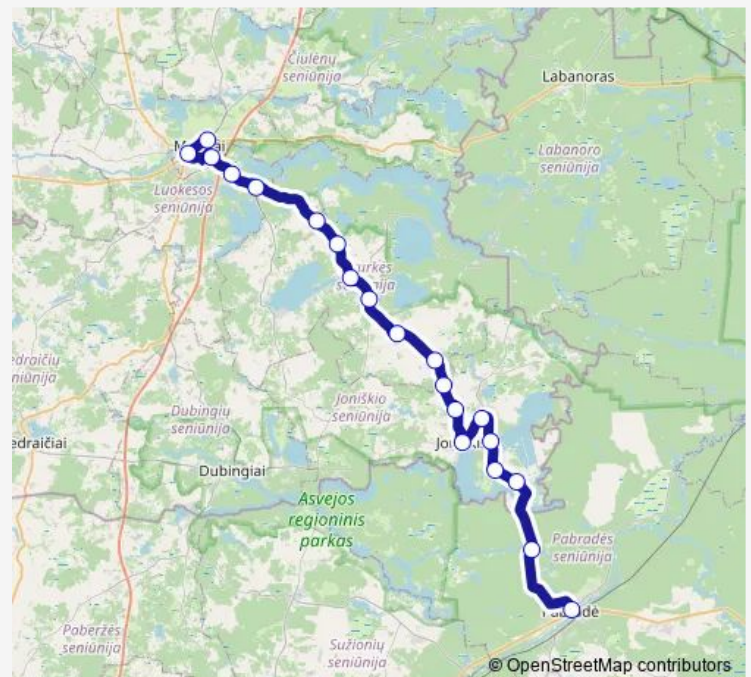 Čiulėnų
seniūnija
Labanoras
Labanoro
seniūnija
Luokesos
seniūnija
seniūnija
Joniškio
seniūnija
Dubingių
seniūnija
Dubingiai
Asvejos
regioninis
parkas
Pabradės
seniūnija
Paberžės
seniūnija
Sužionių
seniūnija
© OpenStreetMap contributors